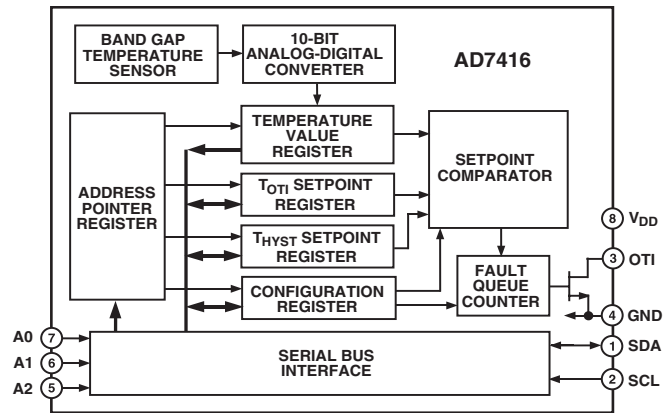 BAND GAP
TEMPERATURE
SENSOR
10-BIT
ANALOG-DIGITAL
CONVERTER
AD7416
ADDRESS
POINTER
REGISTER
TEMPERATURE
VALUE
REGISTER
SETPOINT
COMPARATOR
TOTI SETPOINT
REGISTER
THYST SETPOINT
REGISTER
CONFIGURATION
REGISTER
FAULT
QUEUE
COUNTER
8 VDD
3 OTI
4 GND
A0 7
A1 6
A2 5
SERIAL BUS
INTERFACE
1 SDA
2 SCL